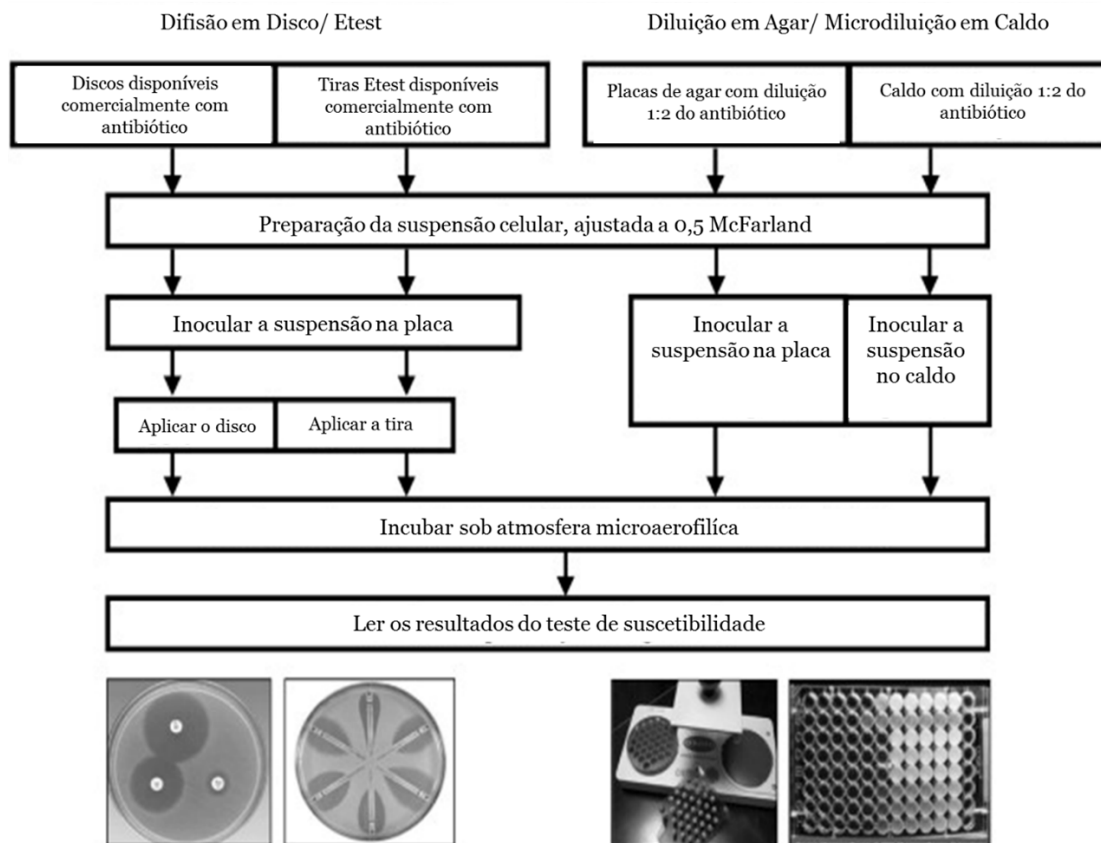 Difisão em Disco/ Etest
Diluição em Agar/ Microdiluição em Caldo
Discos disponíveis
comercialmente com
antibiótico
Tiras Etest disponíveis
comercialmente com
antibiótico
Placas de agar com diluição
1:2 do antibiótico
Caldo com diluição 1:2 do
antibiótico
Preparação da suspensão celular, ajustada a 0,5 McFarland
Inocular a suspensão na placa
Inocular a
suspensão na placa
Inocular a
suspensão
no caldo
Aplicar o disco
Aplicar a tira
Incubar sob atmosfera microaerofilíca
Ler os resultados do teste de suscetibilidade